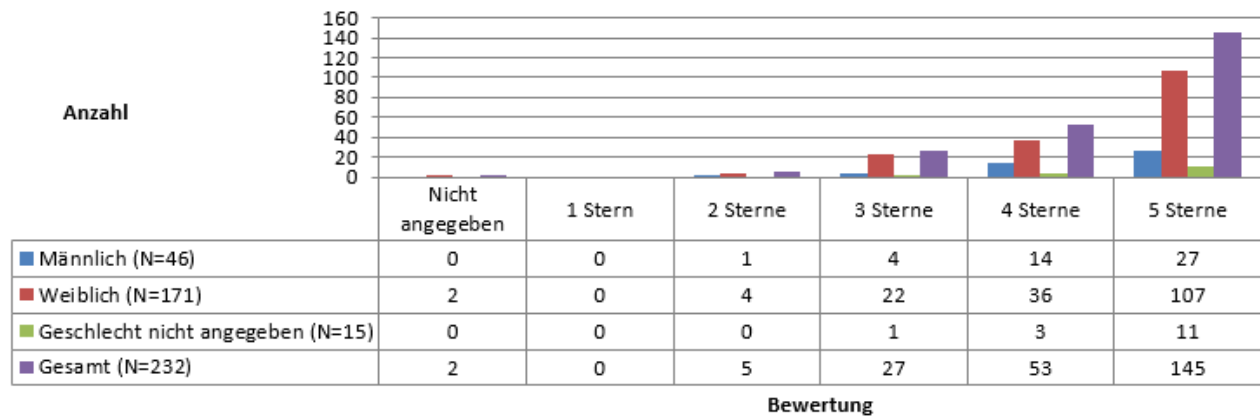 160
140
120
100
80
60
40
20
0
Anzahl
Nicht angegeben 1 Stern 2 Sterne 3 Sterne 4 Sterne 5 Sterne
Männlich (N=46) 0 0 1 4 14 27
Weiblich (N=171) 2 0 4 22 36 107
Geschlecht nicht angegeben (N=15) 0 0 0 1 3 11
Gesamt (N=232) 2 0 5 27 53 145
Bewertung